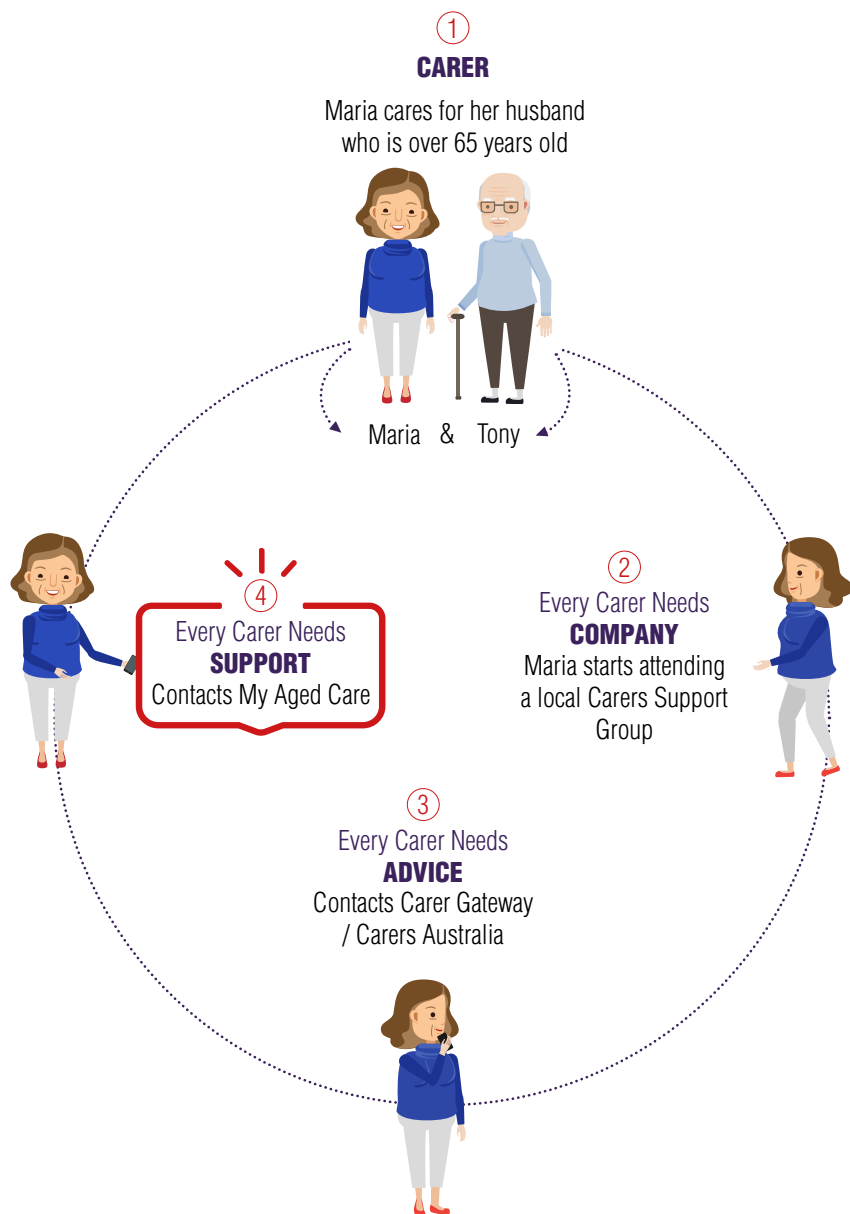 1
CARER
Maria cares for her husband
who is over 65 years old
Maria & Tony
2
Every Carer Needs
COMPANY
Maria starts attending
a local Carers Support
Group
3
Every Carer Needs
ADVICE
Contacts Carer Gateway
/ Carers Australia
4
Every Carer Needs
SUPPORT
Contacts My Aged Care